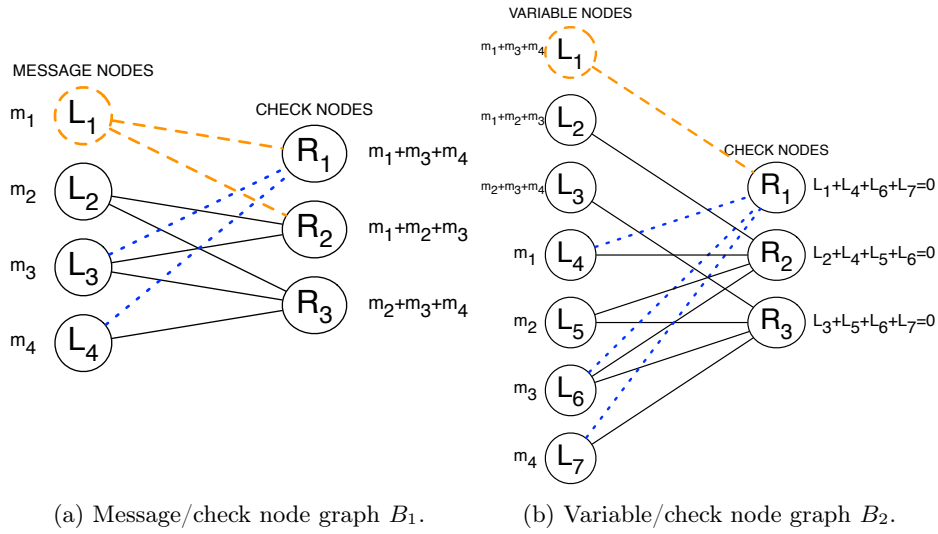 MESSAGE NODES
CHECK NODES
m₁ L₁
m₂ L₂
m₃ L₃
m₄ L₄
R₁ m₁+m₃+m₄
R₂ m₁+m₂+m₃
R₃ m₂+m₃+m₄
(a) Message/check node graph B₁.
VARIABLE NODES
CHECK NODES
m₁+m₃+m₄ L₁
m₁+m₂+m₃ L₂
m₂+m₃+m₄ L₃
m₁ L₄
m₂ L₅
m₃ L₆
m₄ L₇
R₁ L₁+L₄+L₆+L₇=0
R₂ L₂+L₄+L₅+L₆=0
R₃ L₃+L₅+L₆+L₇=0
(b) Variable/check node graph B₂.